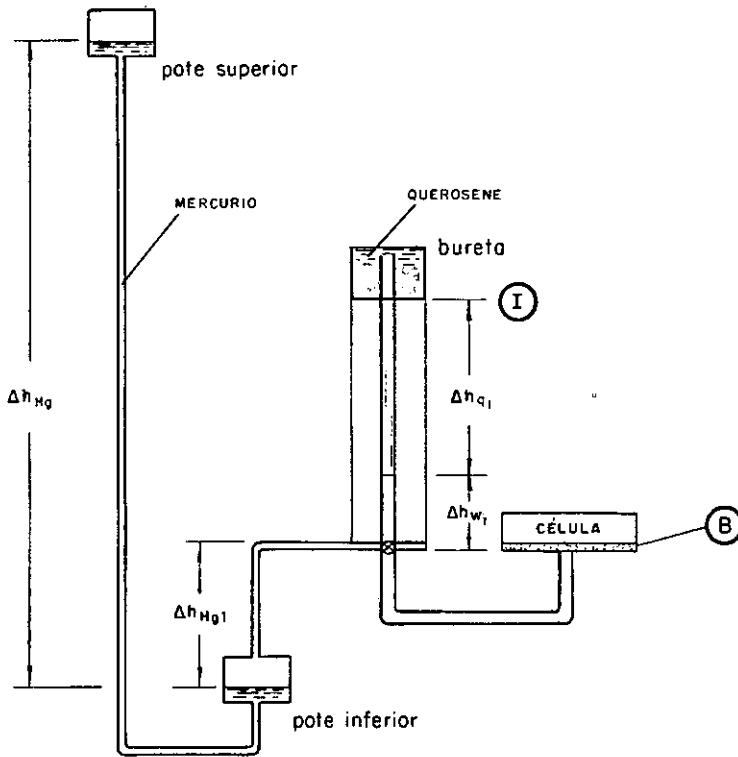 pote superior
MERCURIO
QUEROSENE
bureta
I
Δh_Hg
Δh_q1
Δh_w1
CÉLULA
B
Δh_Hg1
pote inferior